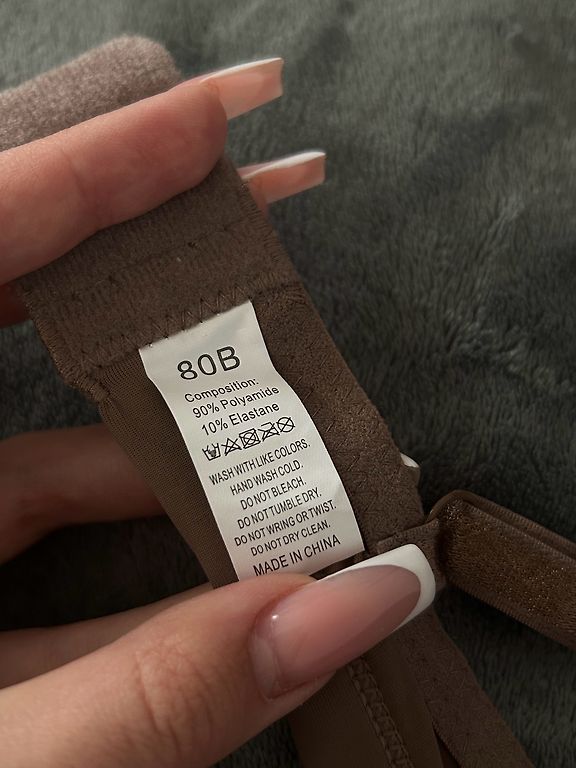 80B
Composition:
90% Polyamide
10% Elastane
WASH WITH LIKE COLORS.
HAND WASH COLD.
DO NOT BLEACH.
DO NOT TUMBLE DRY.
DO NOT WRING OR TWIST.
DO NOT DRY CLEAN.
MADE IN CHINA